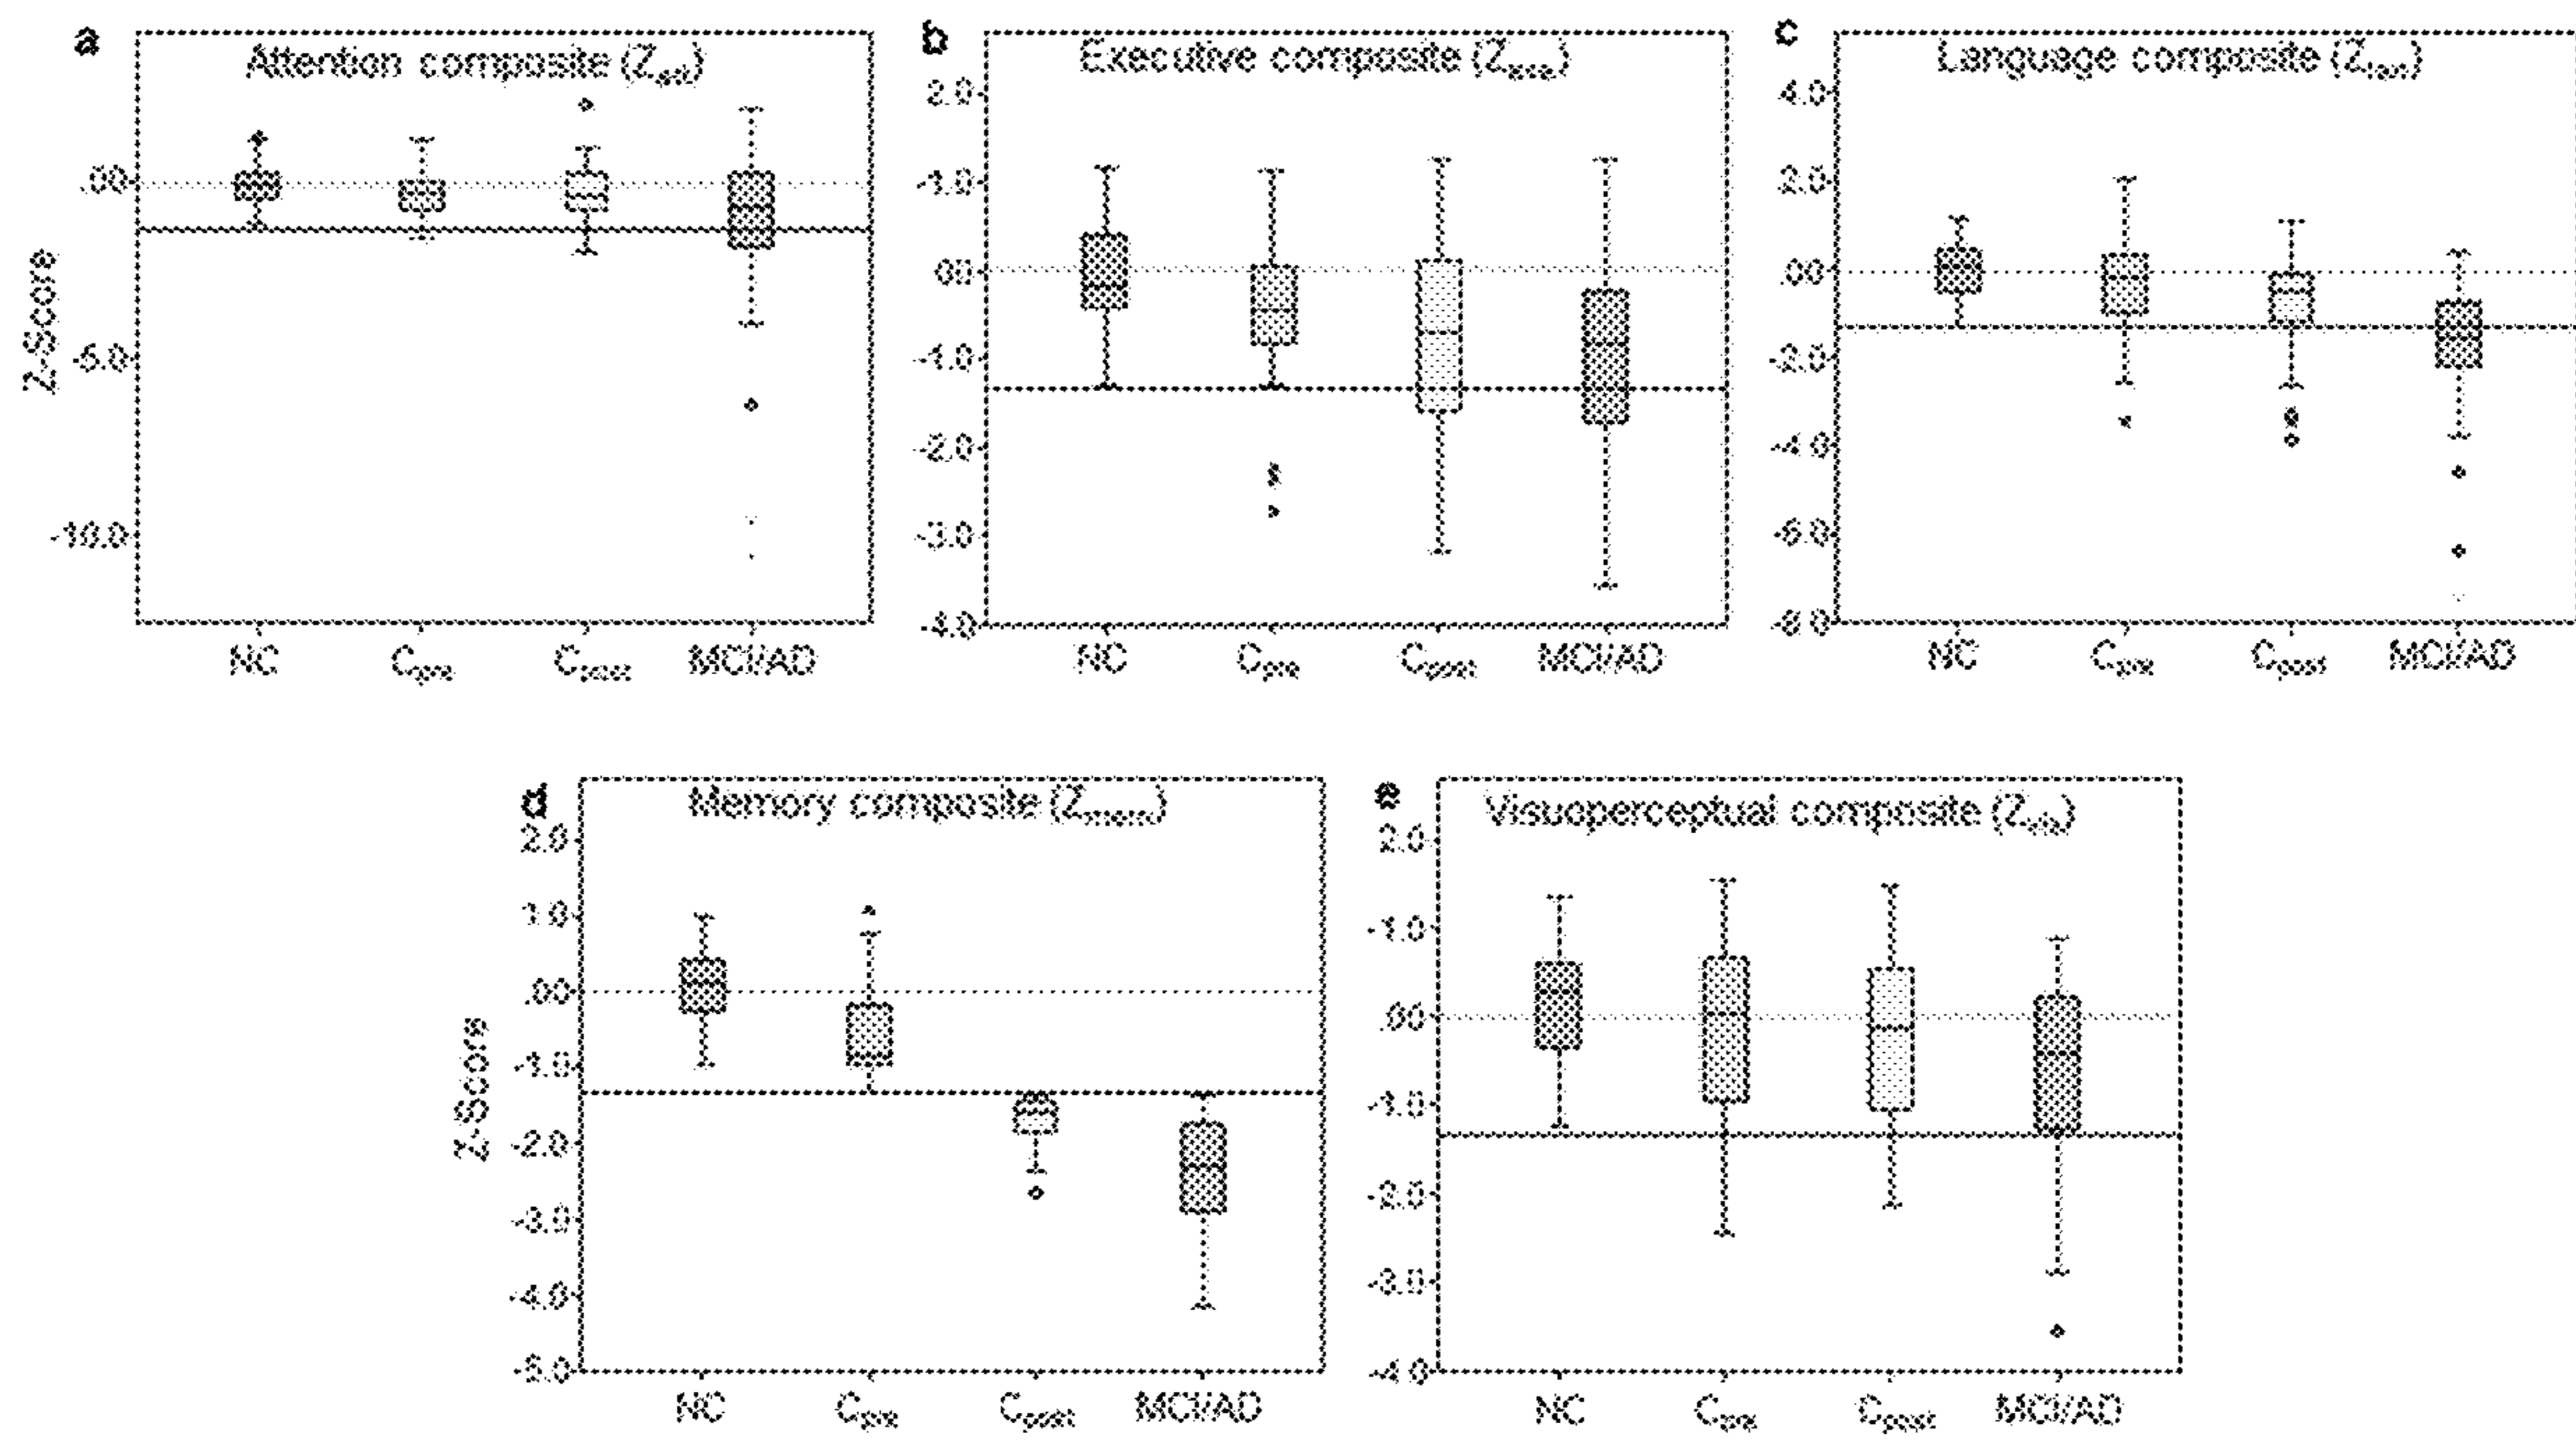 a
Attention composite (Zatt)
.00
-5.0
-10.0
Z-Score
NC Cpre Cpost MCI/AD
b
Executive composite (Zexe)
2.0
-1.0
.00
-1.0
-2.0
-3.0
-4.0
NC Cpre Cpost MCI/AD
c
Language composite (Zlan)
4.0
2.0
.00
-2.0
-4.0
-6.0
-8.0
NC Cpre Cpost MCI/AD
d
Memory composite (Zmem)
2.0
1.0
.00
-1.0
-2.0
-3.0
-4.0
-5.0
Z-Score
NC Cpre Cpost MCI/AD
e
Visuoperceptual composite (Zvis)
2.0
-1.0
.00
-1.0
-2.0
-3.0
-4.0
NC Cpre Cpost MCI/AD